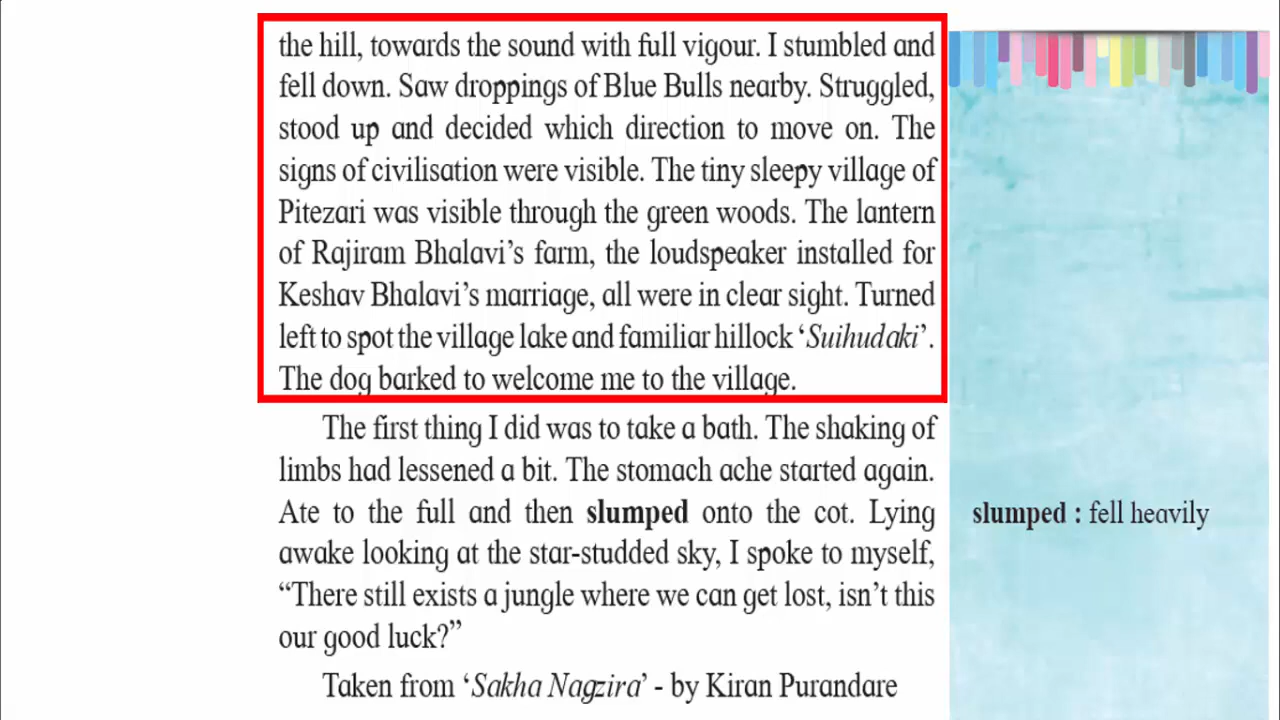 the hill, towards the sound with full vigour. I stumbled and
fell down. Saw droppings of Blue Bulls nearby. Struggled,
stood up and decided which direction to move on. The
signs of civilisation were visible. The tiny sleepy village of
Pitezari was visible through the green woods. The lantern
of Rajiram Bhalavi’s farm, the loudspeaker installed for
Keshav Bhalavi’s marriage, all were in clear sight. Turned
left to spot the village lake and familiar hillock ‘Suihudaki’.
The dog barked to welcome me to the village.
The first thing I did was to take a bath. The shaking of
limbs had lessened a bit. The stomach ache started again.
Ate to the full and then slumped onto the cot. Lying
awake looking at the star-studded sky, I spoke to myself,
“There still exists a jungle where we can get lost, isn’t this
our good luck?”
Taken from ‘Sakha Nagzira’ - by Kiran Purandare
slumped : fell heavily